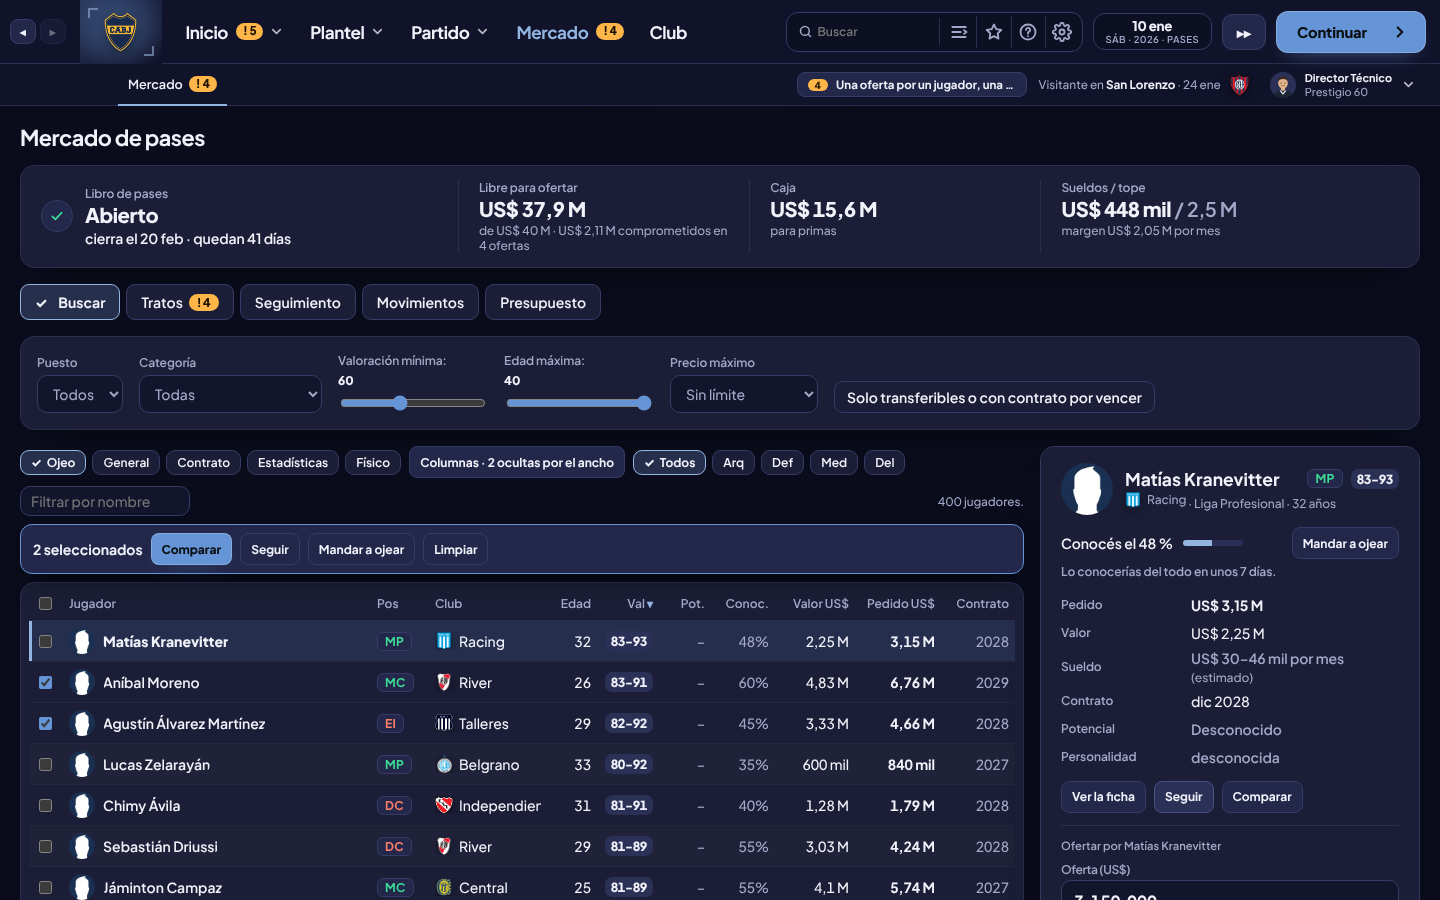 Inicio !5 Plantel Partido Mercado !4 Club
Buscar
10 ene
SÁB · 2026 · PASES
Continuar
CABJ
Mercado !4
4 Una oferta por un jugador, una ...
Visitante en San Lorenzo · 24 ene
Director Técnico
Prestigio 60
Mercado de pases
Libro de pases
Abierto
cierra el 20 feb · quedan 41 días
Libre para ofertar
US$ 37,9 M
de US$ 40 M · US$ 2,11 M comprometidos en
4 ofertas
Caja
US$ 15,6 M
para primas
Sueldos / tope
US$ 448 mil / 2,5 M
margen US$ 2,05 M por mes
Buscar
Tratos !4
Seguimiento
Movimientos
Presupuesto
Puesto
Todos
Categoría
Todas
Valoración mínima:
60
Edad máxima:
40
Precio máximo
Sin límite
Solo transferibles o con contrato por vencer
Ojeo General Contrato Estadísticas Físico Columnas · 2 ocultas por el ancho Todos Arq Def Med Del
Filtrar por nombre
400 jugadores.
2 seleccionados Comparar Seguir Mandar a ojear Limpiar
Jugador Pos Club Edad Val▾ Pot. Conoc. Valor US$ Pedido US$ Contrato
Matías Kranevitter MP Racing 32 83–93 – 48% 2,25 M 3,15 M 2028
Aníbal Moreno MC River 26 83–91 – 60% 4,83 M 6,76 M 2029
Agustín Álvarez Martínez EI Talleres 29 82–92 – 45% 3,33 M 4,66 M 2028
Lucas Zelarayán MP Belgrano 33 80–92 – 35% 600 mil 840 mil 2027
Chimy Ávila DC Independier 31 81–91 – 40% 1,28 M 1,79 M 2028
Sebastián Driussi DC River 29 81–89 – 55% 3,03 M 4,24 M 2028
Jáminton Campaz MC Central 25 81–89 – 55% 4,1 M 5,74 M 2027
Matías Kranevitter MP 83–93
Racing · Liga Profesional · 32 años
Conocés el 48 %
Mandar a ojear
Lo conocerías del todo en unos 7 días.
Pedido US$ 3,15 M
Valor US$ 2,25 M
Sueldo US$ 30–46 mil por mes
(estimado)
Contrato dic 2028
Potencial Desconocido
Personalidad desconocida
Ver la ficha Seguir Comparar
Ofertar por Matías Kranevitter
Oferta (US$)
3.150.000